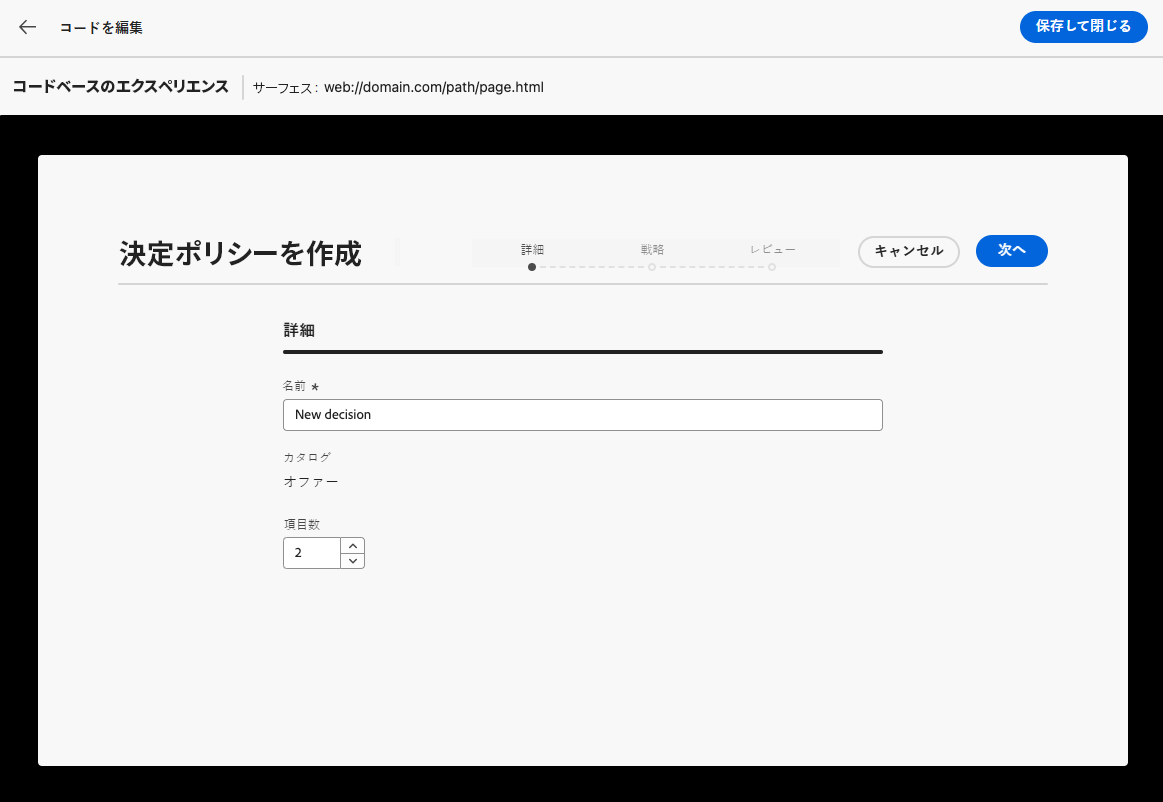 コードを編集
保存して閉じる
コードベースのエクスペリエンス
サーフェス: web://domain.com/path/page.html
決定ポリシーを作成
詳細
戦略
レビュー
キャンセル
次へ
詳細
名前 *
New decision
カタログ
オファー
項目数
2